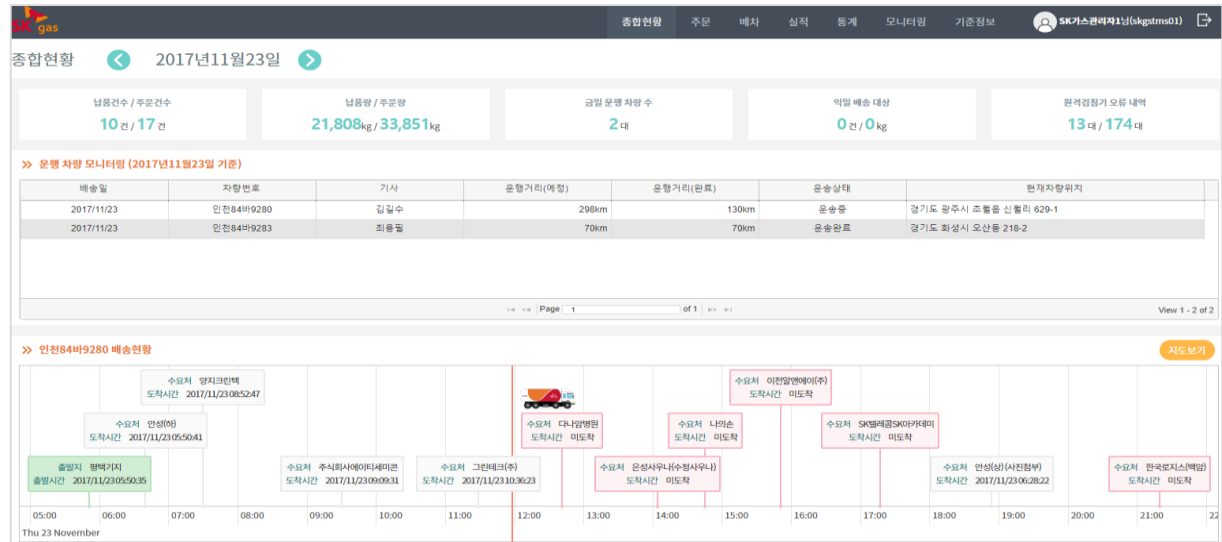 SK gas
종합현황 주문 배차 실적 통계 모니터링 기준정보 SK가스관리자1님(skgstms01)
종합현황 2017년11월23일
납품건수 / 주문건수 납품량 / 주문량 금일 운행 차량 수 익일 배송 대상 원격검침기 오류 내역
10 건 / 17 건 21,808kg / 33,851kg 2 대 0 건 / 0 kg 13 대 / 174 대
운행 차량 모니터링 (2017년11월23일 기준)
배송일 차량번호 기사 운행거리(예정) 운행거리(완료) 운송상태 현재차량위치
2017/11/23 인천84바9280 김길수 298km 130km 운송중 경기도 광주시 초월읍 신월리 629-1
2017/11/23 인천84바9283 최용필 70km 70km 운송완료 경기도 화성시 오산동 218-2
Page 1 of 1 View 1 - 2 of 2
인천84바9280 배송현황 지도보기
수요처 양지크린텍
도착시간 2017/11/23 08:52:47
수요처 이천알앤에이(주)
도착시간 미도착
수요처 안성(하)
도착시간 2017/11/23 05:50:41
수요처 다나암병원
도착시간 미도착
수요처 나의손
도착시간 미도착
수요처 SK텔레콤SK아카데미
도착시간 미도착
출발지 평택기지
출발시간 2017/11/23 05:50:35
수요처 주식회사에이티세미콘
도착시간 2017/11/23 09:09:31
수요처 그린테크(주)
도착시간 2017/11/23 10:36:23
수요처 은성사우나(수정사우나)
도착시간 미도착
수요처 안성(상)(사진첨부)
도착시간 2017/11/23 06:28:22
수요처 한국로지스(백암)
도착시간 미도착
05:00 06:00 07:00 08:00 09:00 10:00 11:00 12:00 13:00 14:00 15:00 16:00 17:00 18:00 19:00 20:00 21:00 22
Thu 23 November